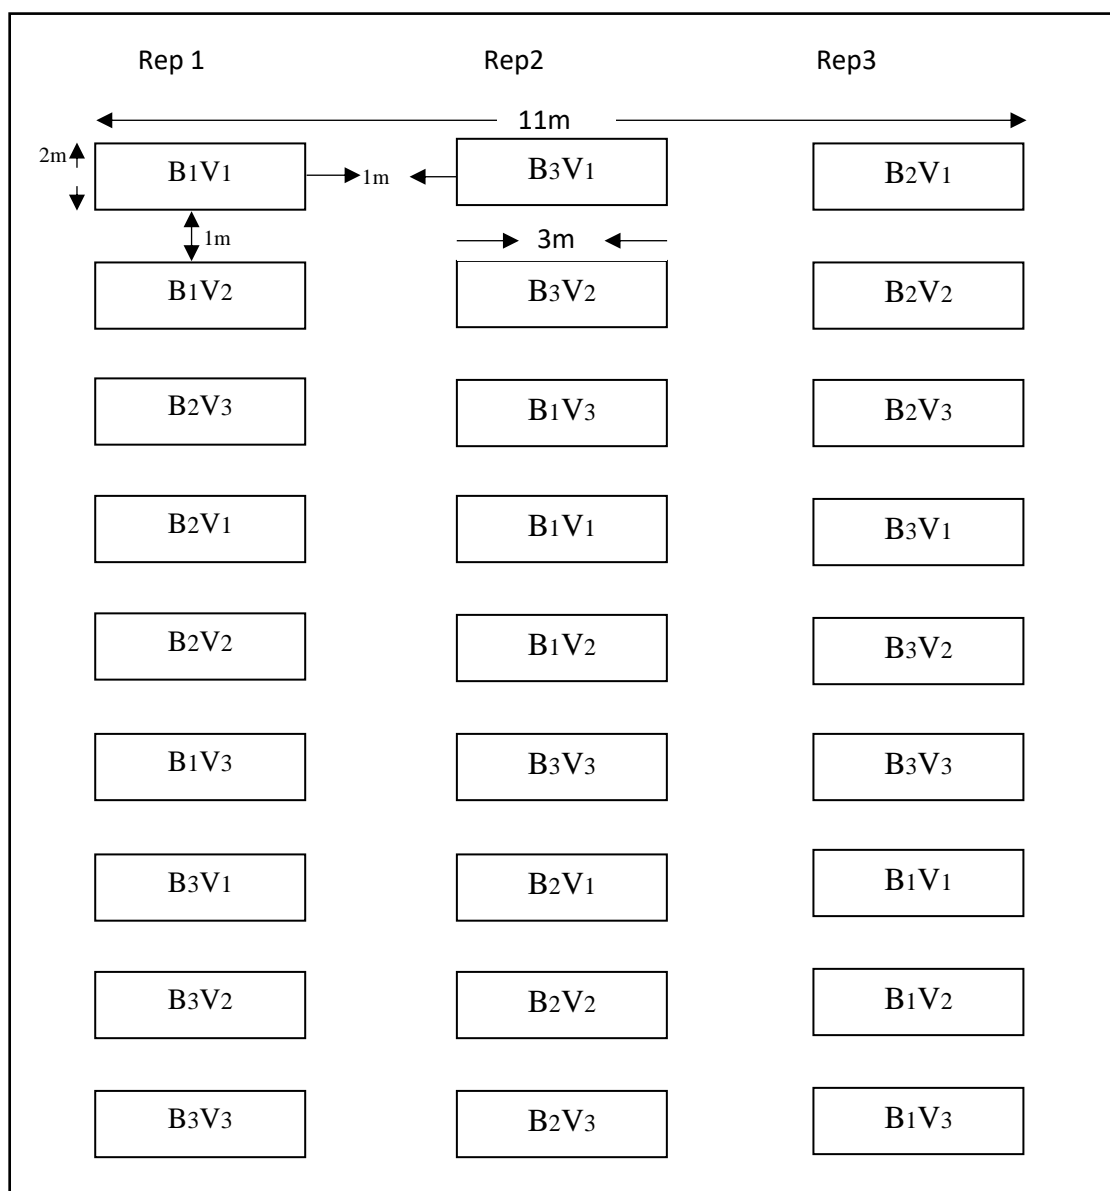 Rep 1 Rep2 Rep3
11m
2m B1V1 1m B3V1 B2V1
1m 3m
B1V2 B3V2 B2V2
B2V3 B1V3 B2V3
B2V1 B1V1 B3V1
B2V2 B1V2 B3V2
B1V3 B3V3 B3V3
B3V1 B2V1 B1V1
B3V2 B2V2 B1V2
B3V3 B2V3 B1V3